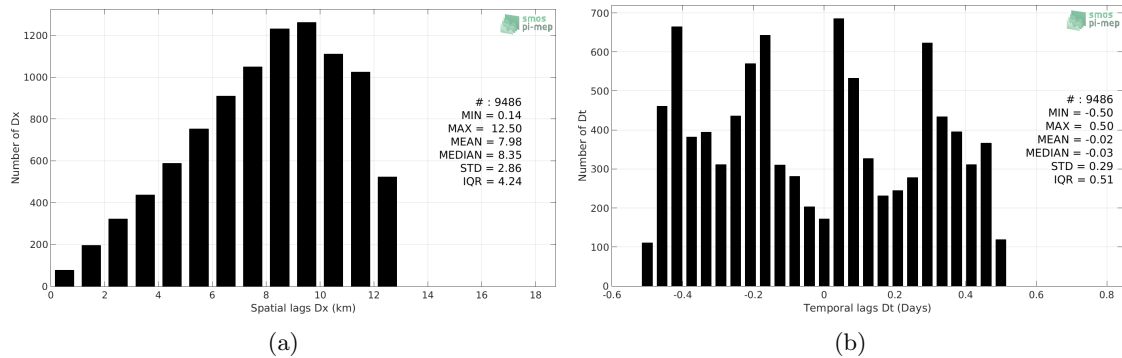 smos
pi-mep
1200
1000
800
600
400
200
0
Number of Dx
# : 9486
MIN = 0.14
MAX = 12.50
MEAN = 7.98
MEDIAN = 8.35
STD = 2.86
IQR = 4.24
0 2 4 6 8 10 12 14 16 18
Spatial lags Dx (km)
(a)
smos
pi-mep
700
600
500
400
300
200
100
0
Number of Dt
# : 9486
MIN = -0.50
MAX = 0.50
MEAN = -0.02
MEDIAN = -0.03
STD = 0.29
IQR = 0.51
-0.6 -0.4 -0.2 0 0.2 0.4 0.6 0.8
Temporal lags Dt (Days)
(b)